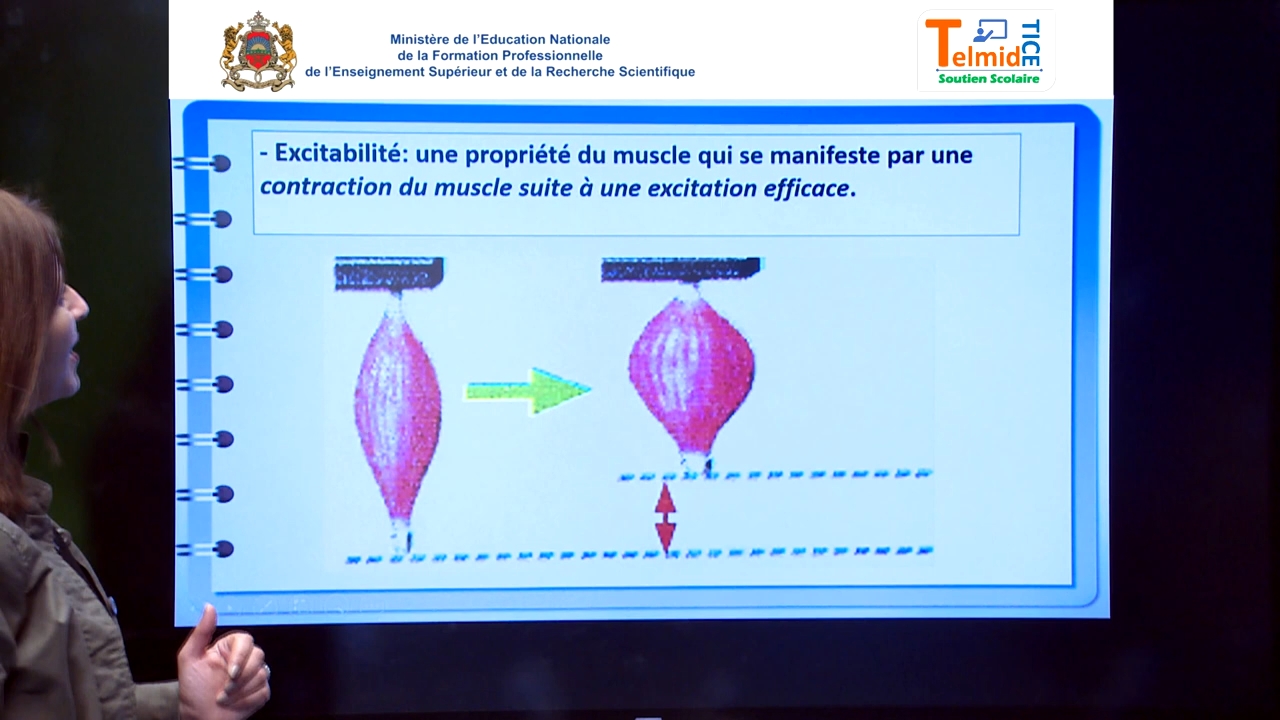 Ministère de l'Education Nationale
de la Formation Professionnelle
de l'Enseignement Supérieur et de la Recherche Scientifique
Telmid TICE
Soutien Scolaire
- Excitabilité: une propriété du muscle qui se manifeste par une
contraction du muscle suite à une excitation efficace.